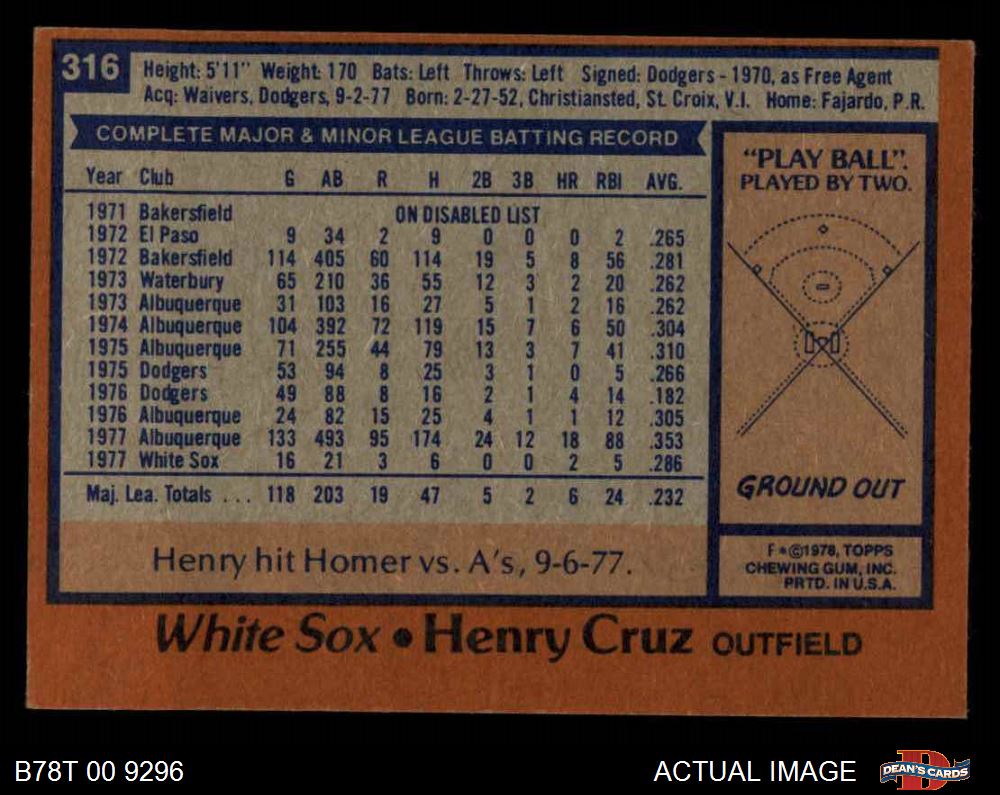 316
Height: 5'11" Weight: 170 Bats: Left Throws: Left Signed: Dodgers - 1970, as Free Agent
Acq: Waivers, Dodgers, 9-2-77 Born: 2-27-52, Christiansted, St. Croix, V.I. Home: Fajardo, P.R.
COMPLETE MAJOR & MINOR LEAGUE BATTING RECORD
Year Club G AB R H 2B 3B HR RBI AVG.
1971 Bakersfield ON DISABLED LIST
1972 El Paso 9 34 2 9 0 0 0 2 .265
1972 Bakersfield 114 405 60 114 19 5 8 56 .281
1973 Waterbury 65 210 36 55 12 3 2 20 .262
1973 Albuquerque 31 103 16 27 5 1 2 16 .262
1974 Albuquerque 104 392 72 119 15 7 6 50 .304
1975 Albuquerque 71 255 44 79 13 3 7 41 .310
1975 Dodgers 53 94 8 25 3 1 0 5 .266
1976 Dodgers 49 88 8 16 2 1 4 14 .182
1976 Albuquerque 24 82 15 25 4 1 1 12 .305
1977 Albuquerque 133 493 95 174 24 12 18 88 .353
1977 White Sox 16 21 3 6 0 0 2 5 .286
Maj. Lea. Totals . . . 118 203 19 47 5 2 6 24 .232
Henry hit Homer vs. A's, 9-6-77.
"PLAY BALL".
PLAYED BY TWO.
GROUND OUT
F*©1978, TOPPS
CHEWING GUM, INC.
PRTD. IN U.S.A.
White Sox • Henry Cruz OUTFIELD
B78T 00 9296
ACTUAL IMAGE
D
DEAN'S CARDS